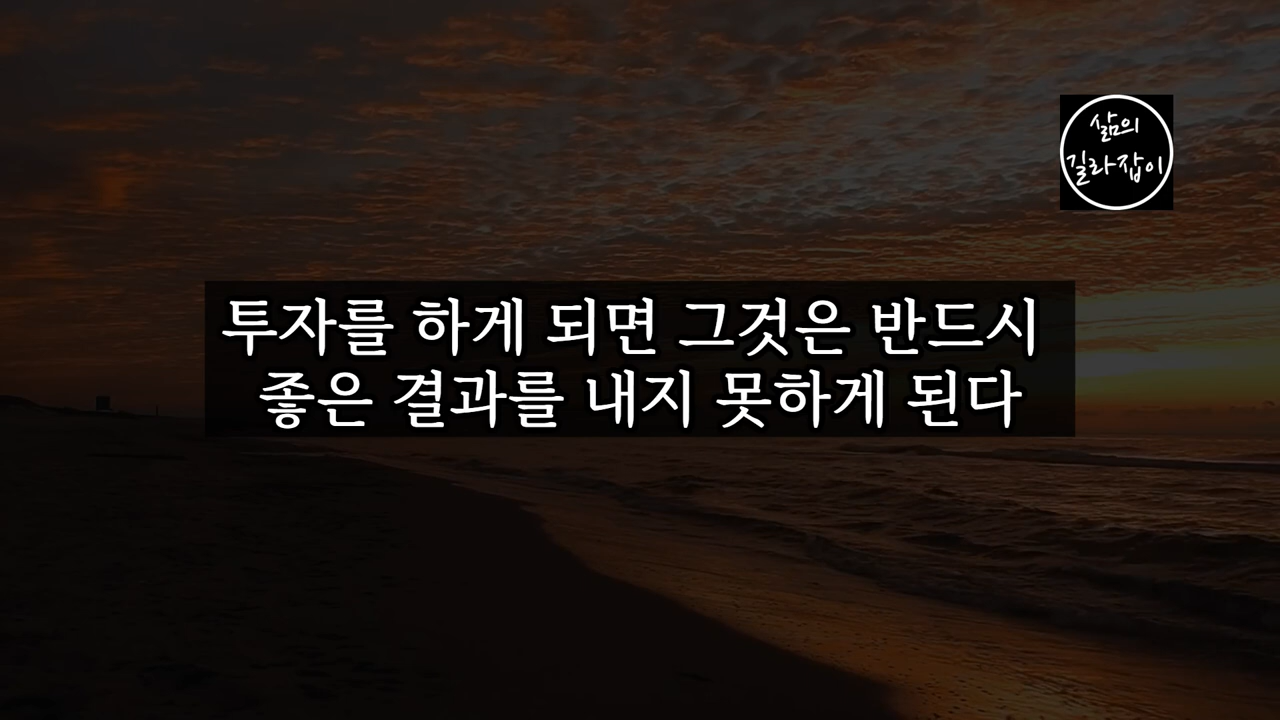 삶의
길라잡이
투자를 하게 되면 그것은 반드시
좋은 결과를 내지 못하게 된다